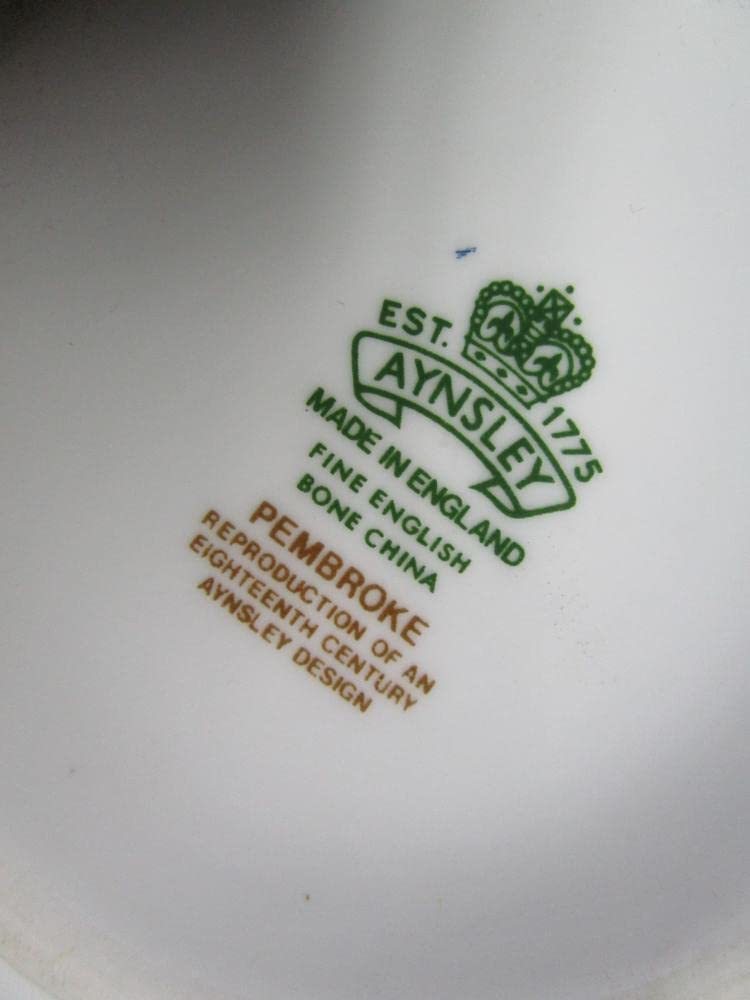 EST. 1775
AYNSLEY
MADE IN ENGLAND
FINE ENGLISH
BONE CHINA
PEMBROKE
REPRODUCTION OF AN
EIGHTEENTH CENTURY
AYNSLEY DESIGN